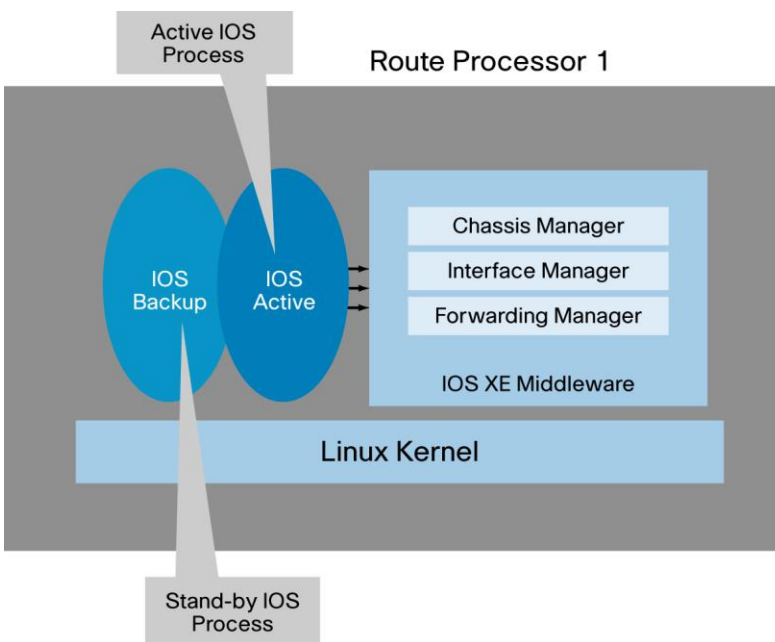 Active IOS
Process
Route Processor 1
IOS
Backup
IOS
Active
Chassis Manager
Interface Manager
Forwarding Manager
IOS XE Middleware
Linux Kernel
Stand-by IOS
Process